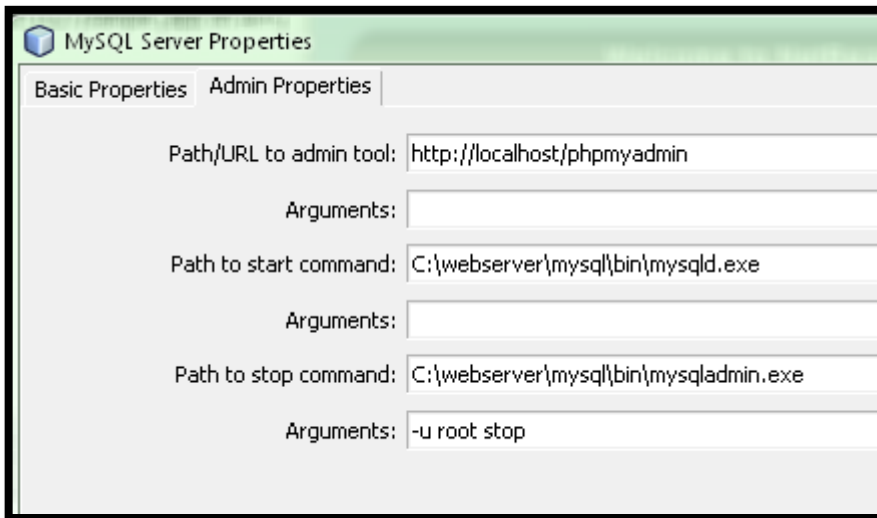 MySQL Server Properties
Basic Properties Admin Properties
Path/URL to admin tool: http://localhost/phpmyadmin
Arguments:
Path to start command: C:\webserver\mysql\bin\mysqld.exe
Arguments:
Path to stop command: C:\webserver\mysql\bin\mysqladmin.exe
Arguments: -u root stop